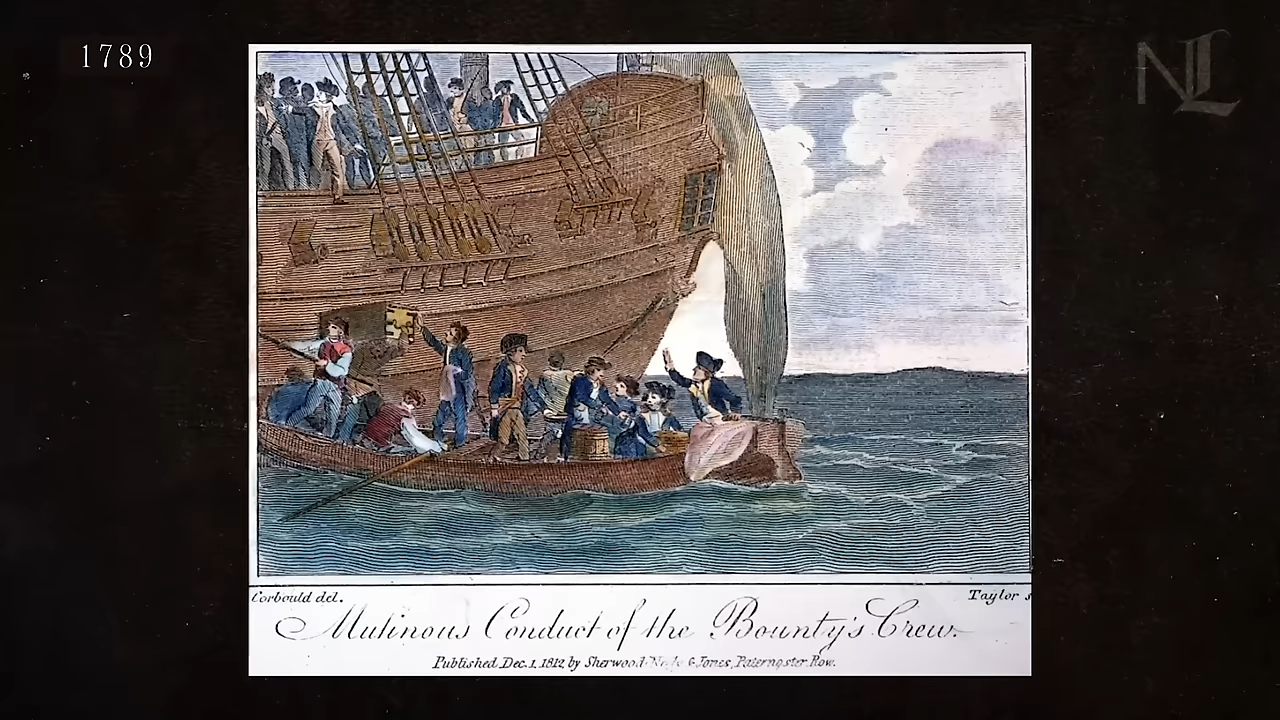 1789
NL
Corbould del.
Taylor s
Mutinous Conduct of the Bounty's Crew.
Published Dec. 1. 1812 by Sherwood & Jones, Paternoster Row.